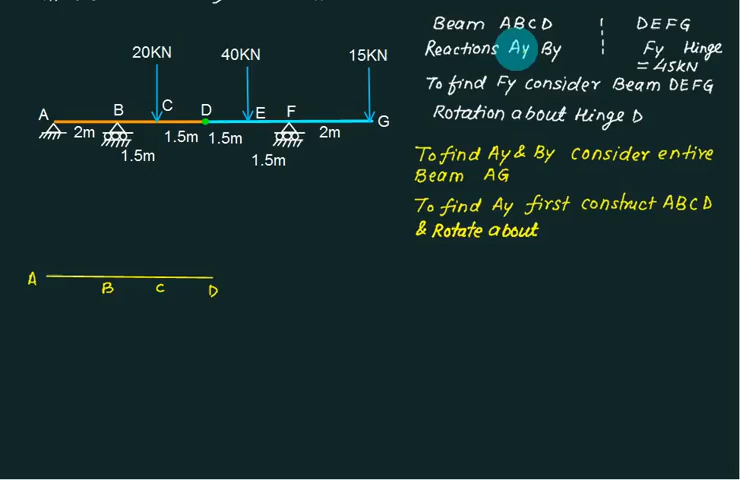 Beam ABCD DEFG
Reactions Ay By Fy Hinge
= 45KN
To find Fy consider Beam DEFG
Rotation about Hinge D
To find Ay & By consider entire
Beam AG
To find Ay first construct ABCD
& Rotate about
20KN 40KN 15KN
A B C D E F G
2m 1.5m 1.5m 2m
1.5m 1.5m
A B C D